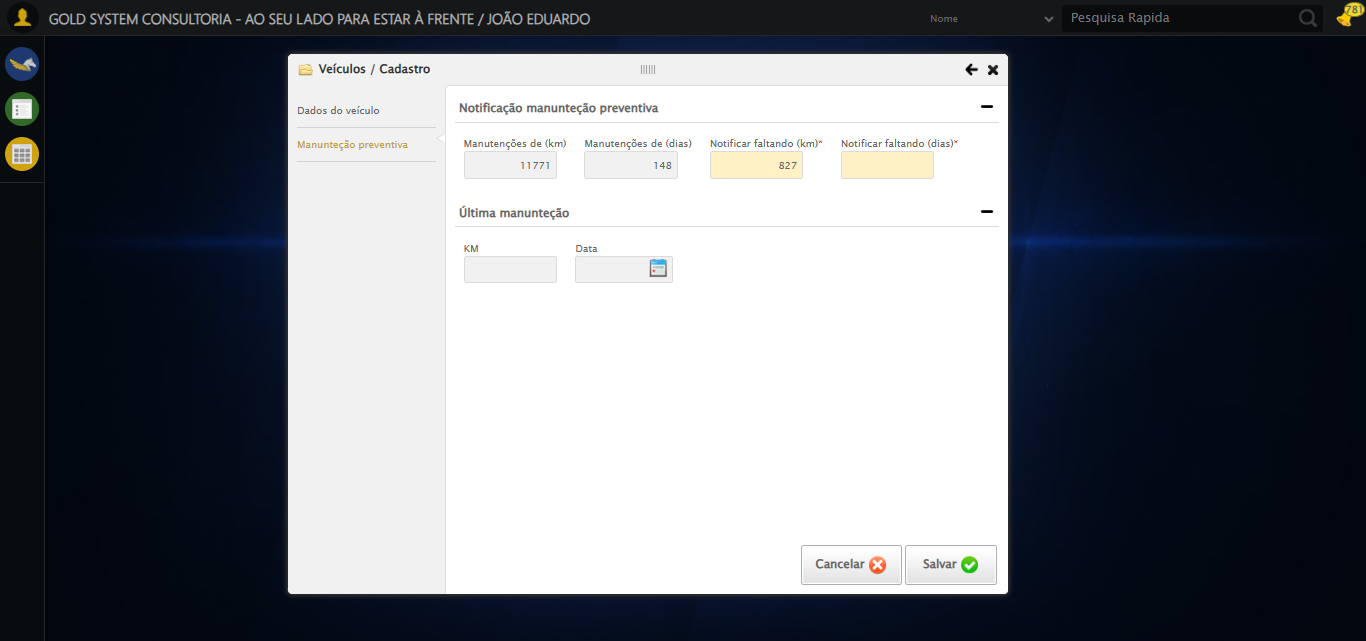 GOLD SYSTEM CONSULTORIA - AO SEU LADO PARA ESTAR À FRENTE / JOÃO EDUARDO
Nome
Pesquisa Rapida
781
Veículos / Cadastro
Dados do veículo
Manunteção preventiva
Notificação manunteção preventiva
Manutenções de (km) Manutenções de (dias) Notificar faltando (km)* Notificar faltando (dias)*
11771 148 827
Última manunteção
KM Data
Cancelar Salvar